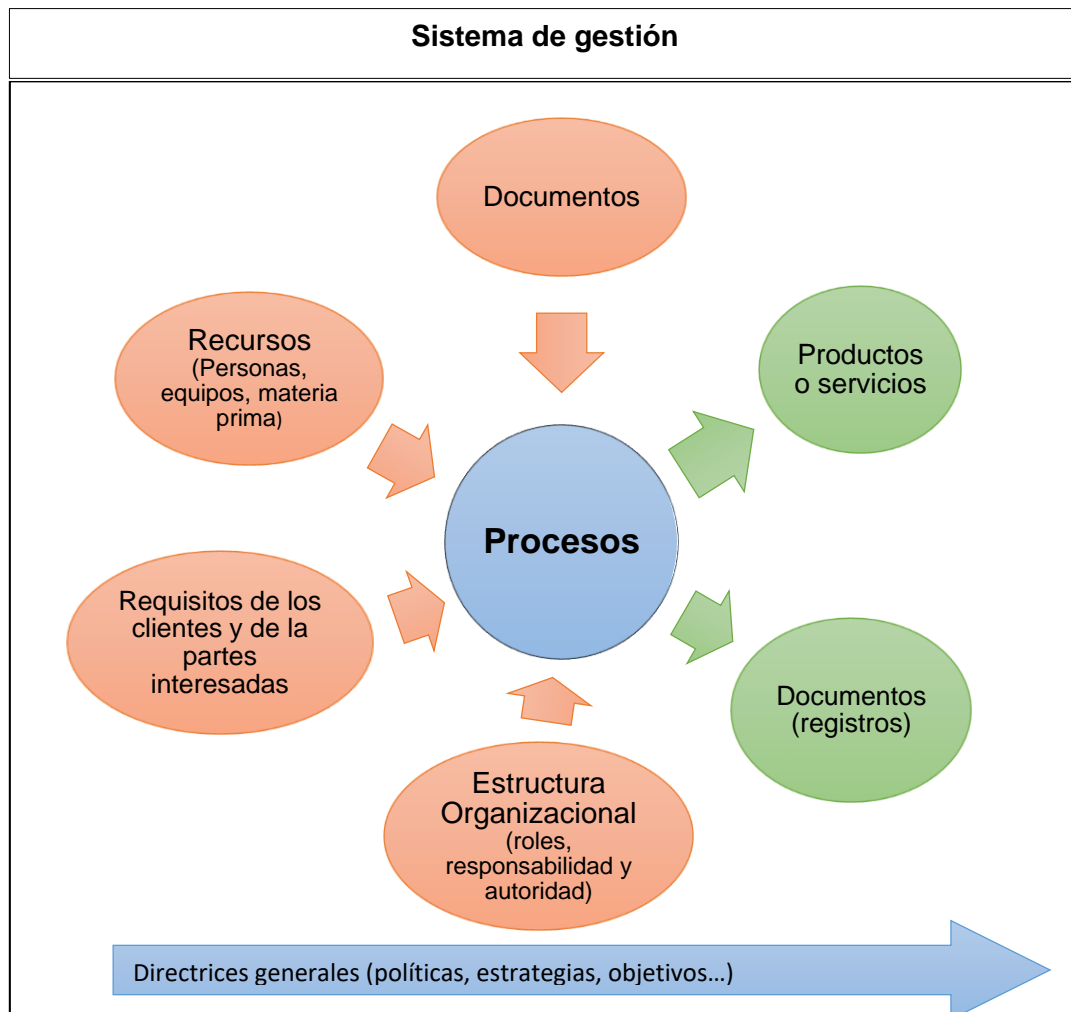 Sistema de gestión
Documentos
Recursos
(Personas,
equipos, materia
prima)
Productos
o servicios
Procesos
Requisitos de los
clientes y de la
partes
interesadas
Documentos
(registros)
Estructura
Organizacional
(roles,
responsabilidad y
autoridad)
Directrices generales (políticas, estrategias, objetivos…)